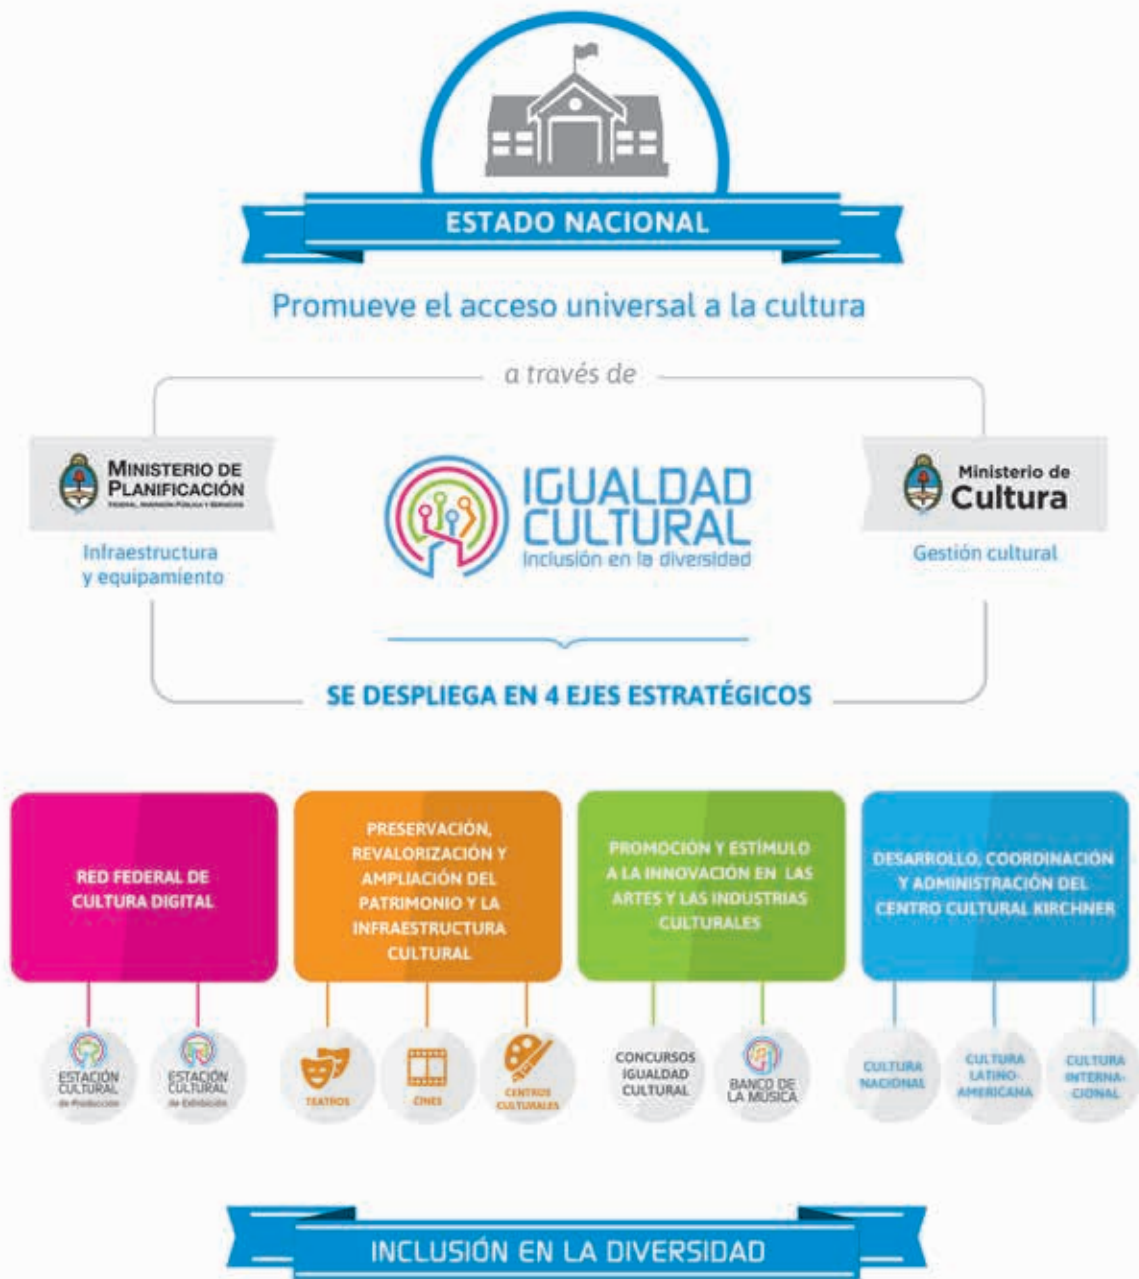 ESTADO NACIONAL
Promueve el acceso universal a la cultura
a través de
MINISTERIO DE
PLANIFICACIÓN
FEDERAL, INVERSIÓN PÚBLICA Y SERVICIOS
Infraestructura
y equipamiento
IGUALDAD
CULTURAL
Inclusión en la diversidad
Ministerio de
Cultura
Gestión cultural
SE DESPLIEGA EN 4 EJES ESTRATÉGICOS
RED FEDERAL DE
CULTURA DIGITAL
PRESERVACIÓN,
REVALORIZACIÓN Y
AMPLIACIÓN DEL
PATRIMONIO Y LA
INFRAESTRUCTURA
CULTURAL
PROMOCIÓN Y ESTÍMULO
A LA INNOVACIÓN EN LAS
ARTES Y LAS INDUSTRIAS
CULTURALES
DESARROLLO, COORDINACIÓN
Y ADMINISTRACIÓN DEL
CENTRO CULTURAL KIRCHNER
ESTACIÓN
CULTURAL
de Producción
ESTACIÓN
CULTURAL
de Exhibición
TEATROS
CINES
CENTROS
CULTURALES
CONCURSOS
IGUALDAD
CULTURAL
BANCO DE
LA MÚSICA
CULTURA
NACIONAL
CULTURA
LATINO-
AMERICANA
CULTURA
INTERNA-
CIONAL
INCLUSIÓN EN LA DIVERSIDAD